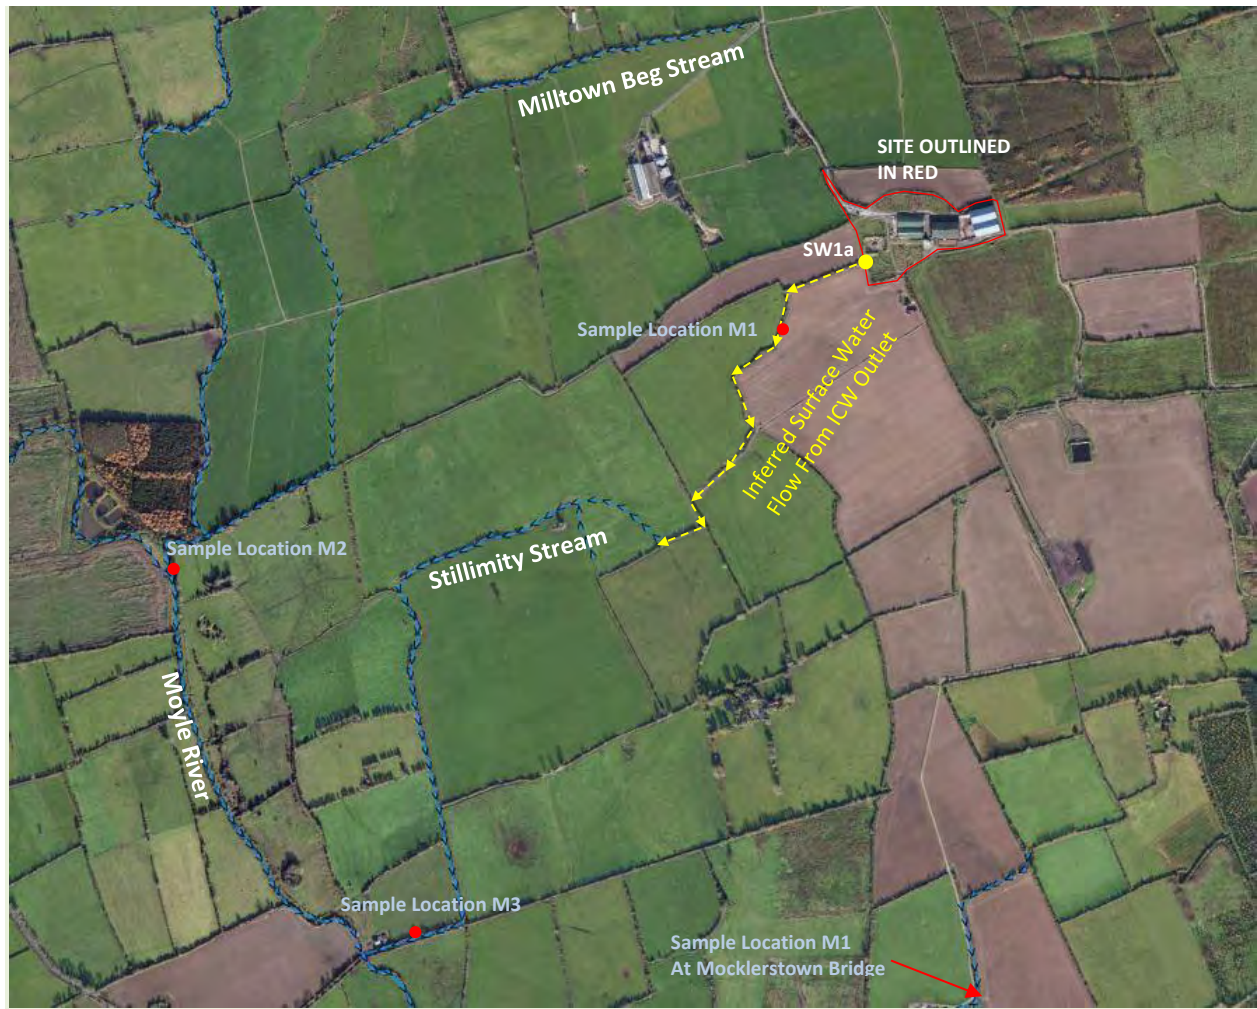 Milltown Beg Stream
SITE OUTLINED
IN RED
SW1a
Sample Location M1
Inferred Surface Water
Flow From ICW Outlet
Sample Location M2
Stillimity Stream
Moyle River
Sample Location M3
Sample Location M1
At Mocklerstown Bridge